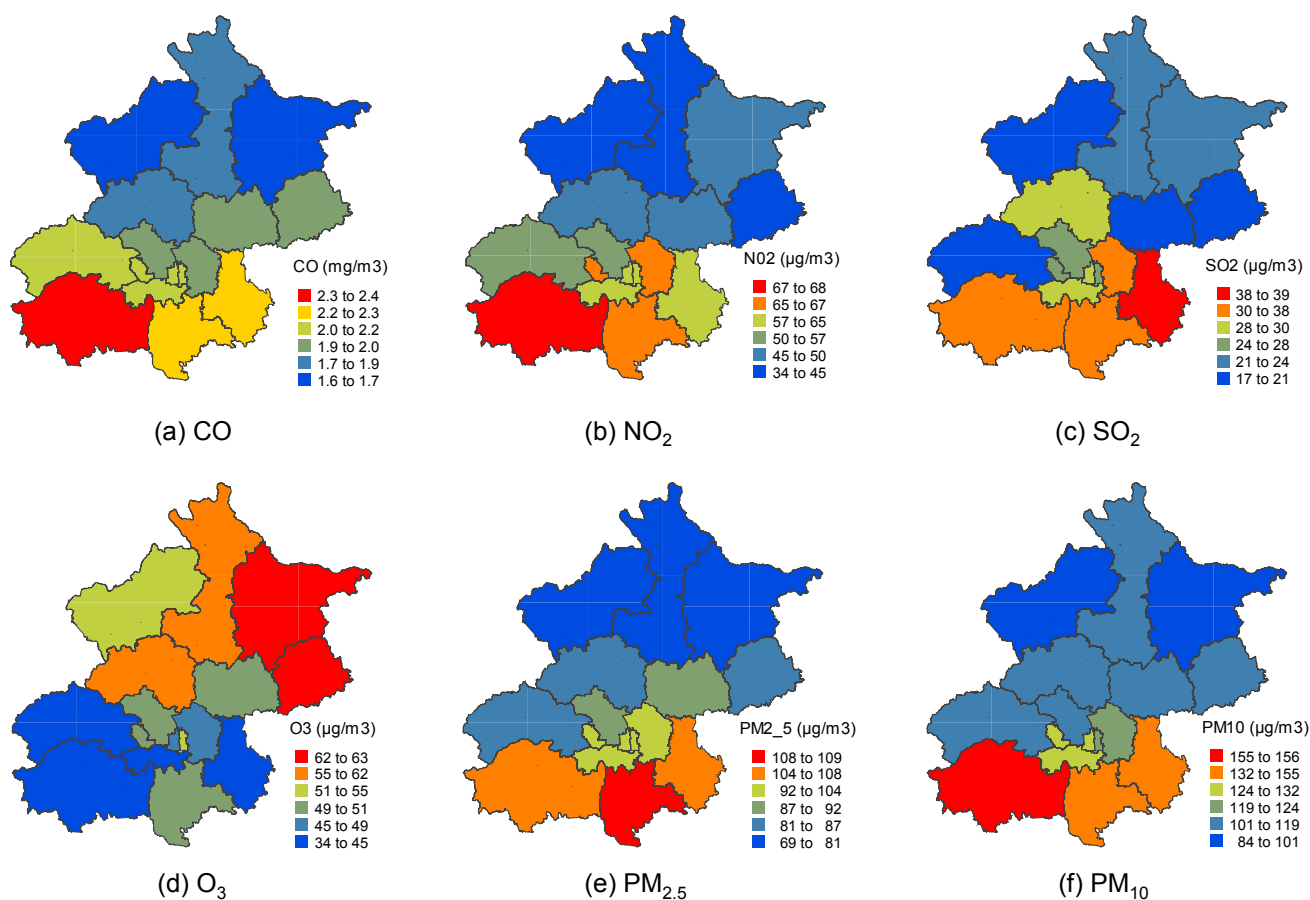 CO (mg/m3)
2.3 to 2.4
2.2 to 2.3
2.0 to 2.2
1.9 to 2.0
1.7 to 1.9
1.6 to 1.7
(a) CO
N02 (µg/m3)
67 to 68
65 to 67
57 to 65
50 to 57
45 to 50
34 to 45
(b) NO₂
SO2 (µg/m3)
38 to 39
30 to 38
28 to 30
24 to 28
21 to 24
17 to 21
(c) SO₂
O3 (µg/m3)
62 to 63
55 to 62
51 to 55
49 to 51
45 to 49
34 to 45
(d) O₃
PM2_5 (µg/m3)
108 to 109
104 to 108
92 to 104
87 to 92
81 to 87
69 to 81
(e) PM₂.₅
PM10 (µg/m3)
155 to 156
132 to 155
124 to 132
119 to 124
101 to 119
84 to 101
(f) PM₁₀